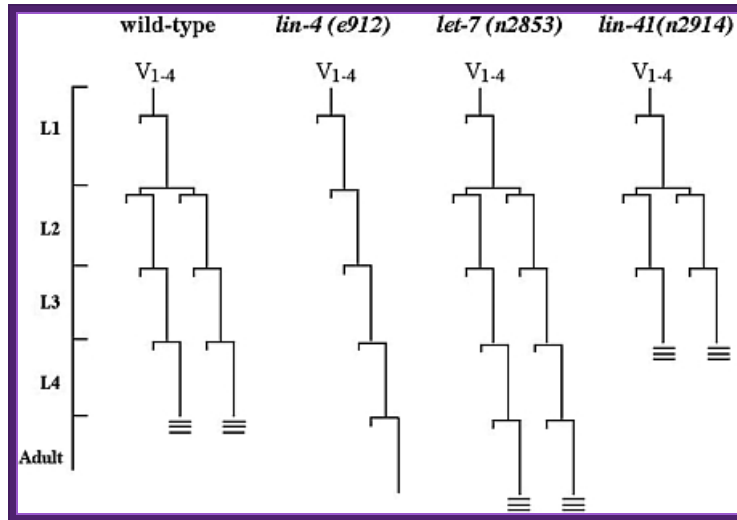 wild-type lin-4 (e912) let-7 (n2853) lin-41(n2914)
V1-4 V1-4 V1-4 V1-4
L1
L2
L3
L4
Adult